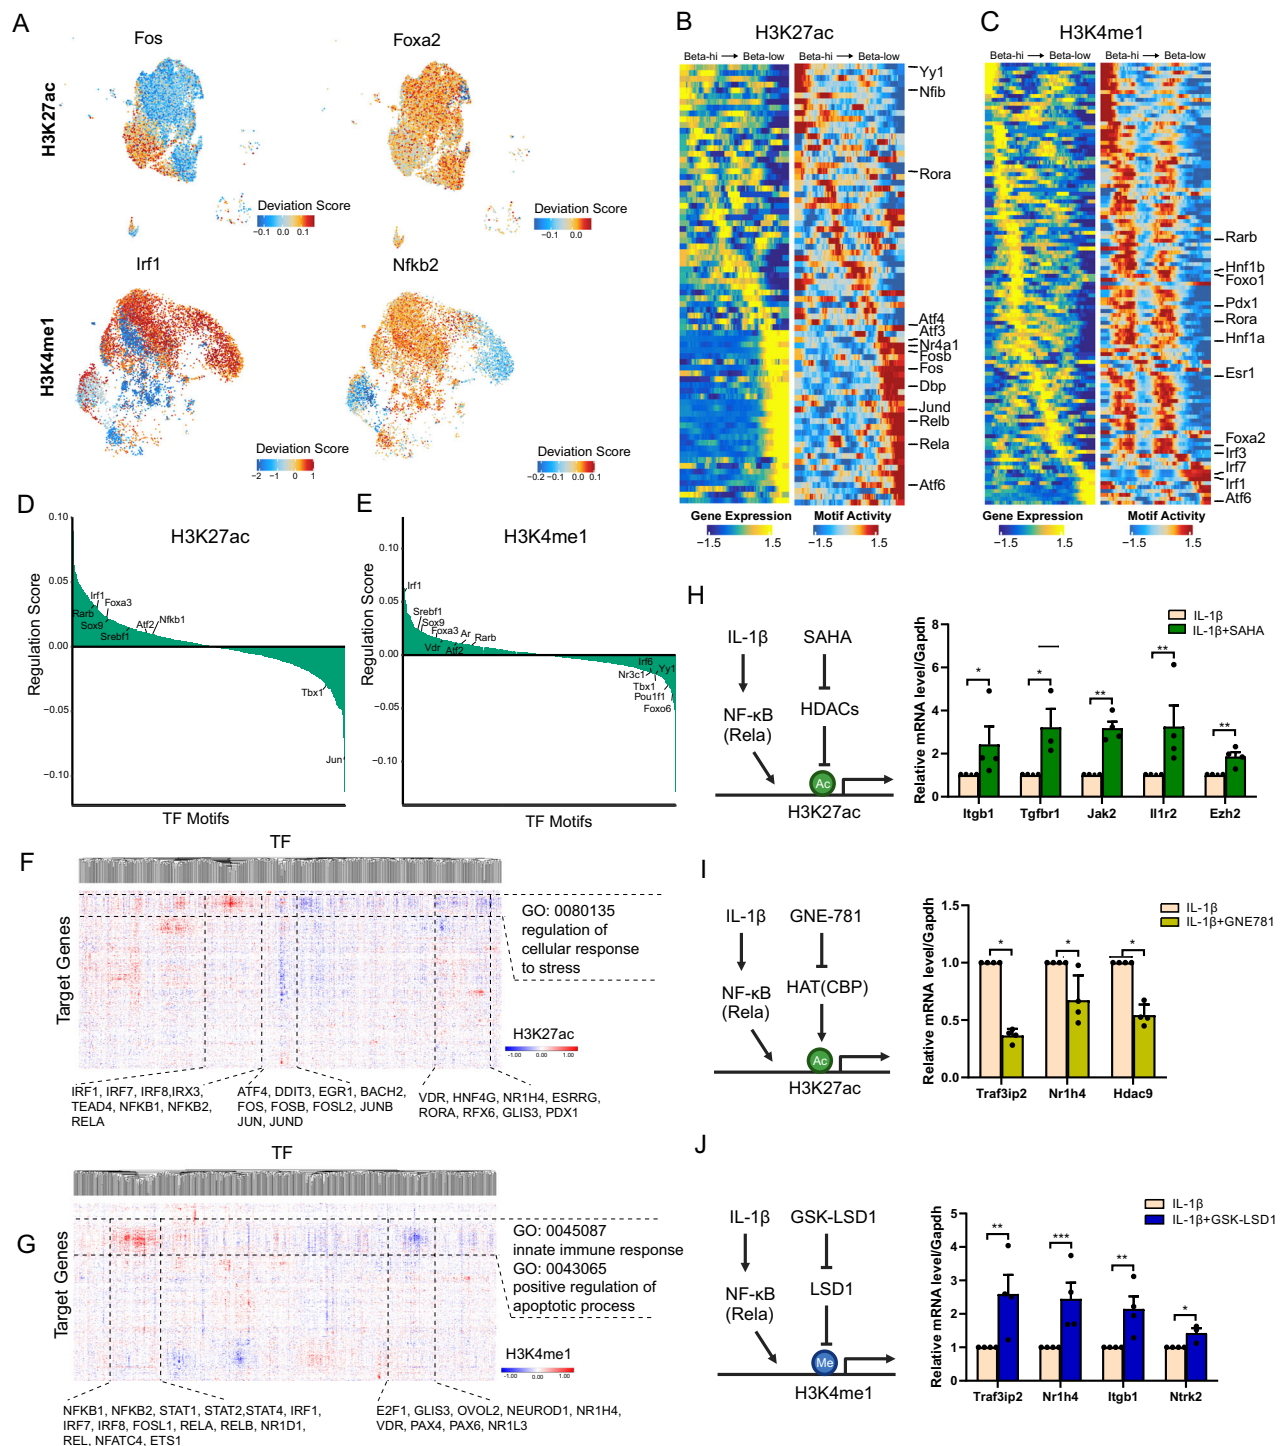 A
Fos
Foxa2
H3K27ac
Deviation Score
−0.1 0.0 0.1
Deviation Score
−0.1 0.0
Irf1
Nfkb2
H3K4me1
Deviation Score
−2 −1 0 1
Deviation Score
−0.2 −0.1 0.0 0.1
B
H3K27ac
Beta-hi → Beta-low
Beta-hi → Beta-low
Yy1
Nfib
Rora
Atf4
Atf3
Nr4a1
Fosb
Fos
Dbp
Jund
Relb
Rela
Atf6
Gene Expression
−1.5 1.5
Motif Activity
−1.5 1.5
C
H3K4me1
Beta-hi → Beta-low
Beta-hi → Beta-low
Rarb
Hnf1b
Foxo1
Pdx1
Rora
Hnf1a
Esr1
Foxa2
Irf3
Irf7
Irf1
Atf6
Gene Expression
−1.5 1.5
Motif Activity
−1.5 1.5
D
H3K27ac
Regulation Score
0.10
0.05
0.00
−0.05
−0.10
Irf1
Rarb
Foxa3
Sox9
Atf2
Nfkb1
Srebf1
Tbx1
Jun
TF Motifs
E
H3K4me1
Regulation Score
0.10
0.05
0.00
−0.05
−0.10
Irf1
Srebf1
Sox9
Foxa3
Ar
Rarb
Vdr
Atf2
Irf6
Yy1
Nr3c1
Tbx1
Pou1f1
Foxo6
TF Motifs
F
TF
Target Genes
GO: 0080135
regulation of
cellular response
to stress
H3K27ac
-1.00 0.00 1.00
IRF1, IRF7, IRF8,IRX3,
TEAD4, NFKB1, NFKB2,
RELA
ATF4, DDIT3, EGR1, BACH2,
FOS, FOSB, FOSL2, JUNB
JUN, JUND
VDR, HNF4G, NR1H4, ESRRG,
RORA, RFX6, GLIS3, PDX1
G
TF
Target Genes
GO: 0045087
innate immune response
GO: 0043065
positive regulation of
apoptotic process
H3K4me1
-1.00 0.00 1.00
NFKB1, NFKB2, STAT1, STAT2,STAT4, IRF1,
IRF7, IRF8, FOSL1, RELA, RELB, NR1D1,
REL, NFATC4, ETS1
E2F1, GLIS3, OVOL2, NEUROD1, NR1H4,
VDR, PAX4, PAX6, NR1L3
H
IL-1β
SAHA
NF-κB
(Rela)
HDACs
Ac
H3K27ac
Relative mRNA level/Gapdh
8
6
4
2
0
IL-1β
IL-1β+SAHA
* * ** ** **
Itgb1 Tgfbr1 Jak2 Il1r2 Ezh2
I
IL-1β
GNE-781
NF-κB
(Rela)
HAT(CBP)
Ac
H3K27ac
Relative mRNA level/Gapdh
1.5
1.0
0.5
0.0
IL-1β
IL-1β+GNE781
* * *
Traf3ip2 Nr1h4 Hdac9
J
IL-1β
GSK-LSD1
NF-κB
(Rela)
LSD1
Me
H3K4me1
Relative mRNA level/Gapdh
5
4
3
2
1
0
IL-1β
IL-1β+GSK-LSD1
** *** ** *
Traf3ip2 Nr1h4 Itgb1 Ntrk2